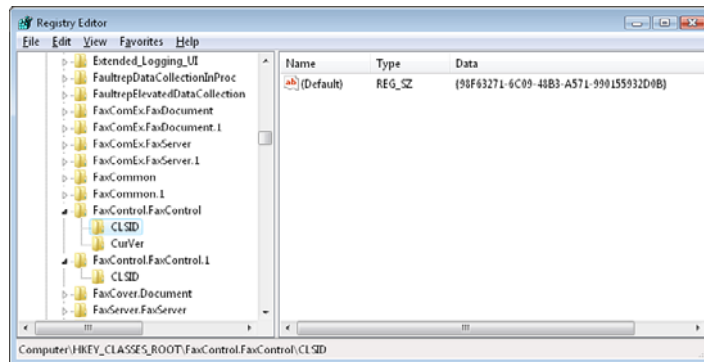 Registry Editor
File Edit View Favorites Help
Extended_Logging_UI
FaultrepDataCollectionInProc
FaultrepElevatedDataCollection
FaxComEx.FaxDocument
FaxComEx.FaxDocument.1
FaxComEx.FaxServer
FaxComEx.FaxServer.1
FaxCommon
FaxCommon.1
FaxControl.FaxControl
CLSID
CurVer
FaxControl.FaxControl.1
CLSID
FaxCover.Document
FaxServer.FaxServer
Name Type Data
ab (Default) REG_SZ {98F63271-6C09-48B3-A571-990155932D0B}
Computer\HKEY_CLASSES_ROOT\FaxControl.FaxControl\CLSID